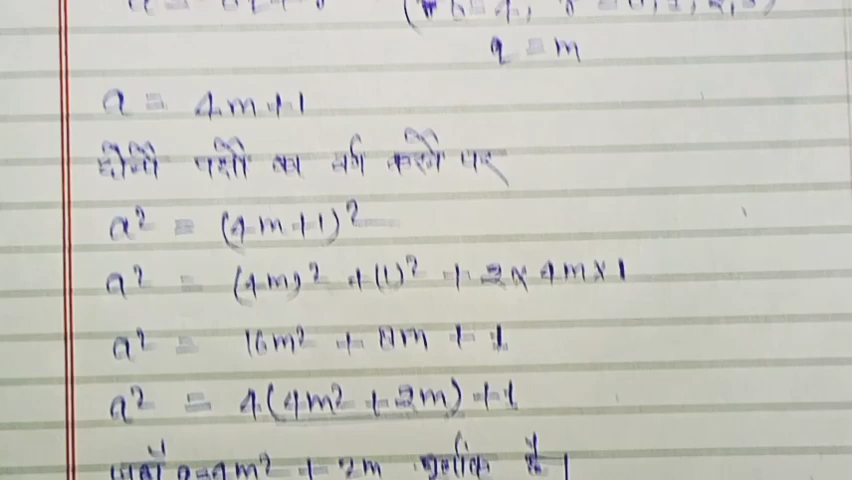 q = m
a = 4m+1
दोनों पक्षों का वर्ग करने पर
a² = (4m+1)²
a² = (4m)² + (1)² + 2×4m×1
a² = 16m² + 8m + 1
a² = 4(4m² + 2m) + 1
जहाँ q=4m² + 2m पूर्णांक है।